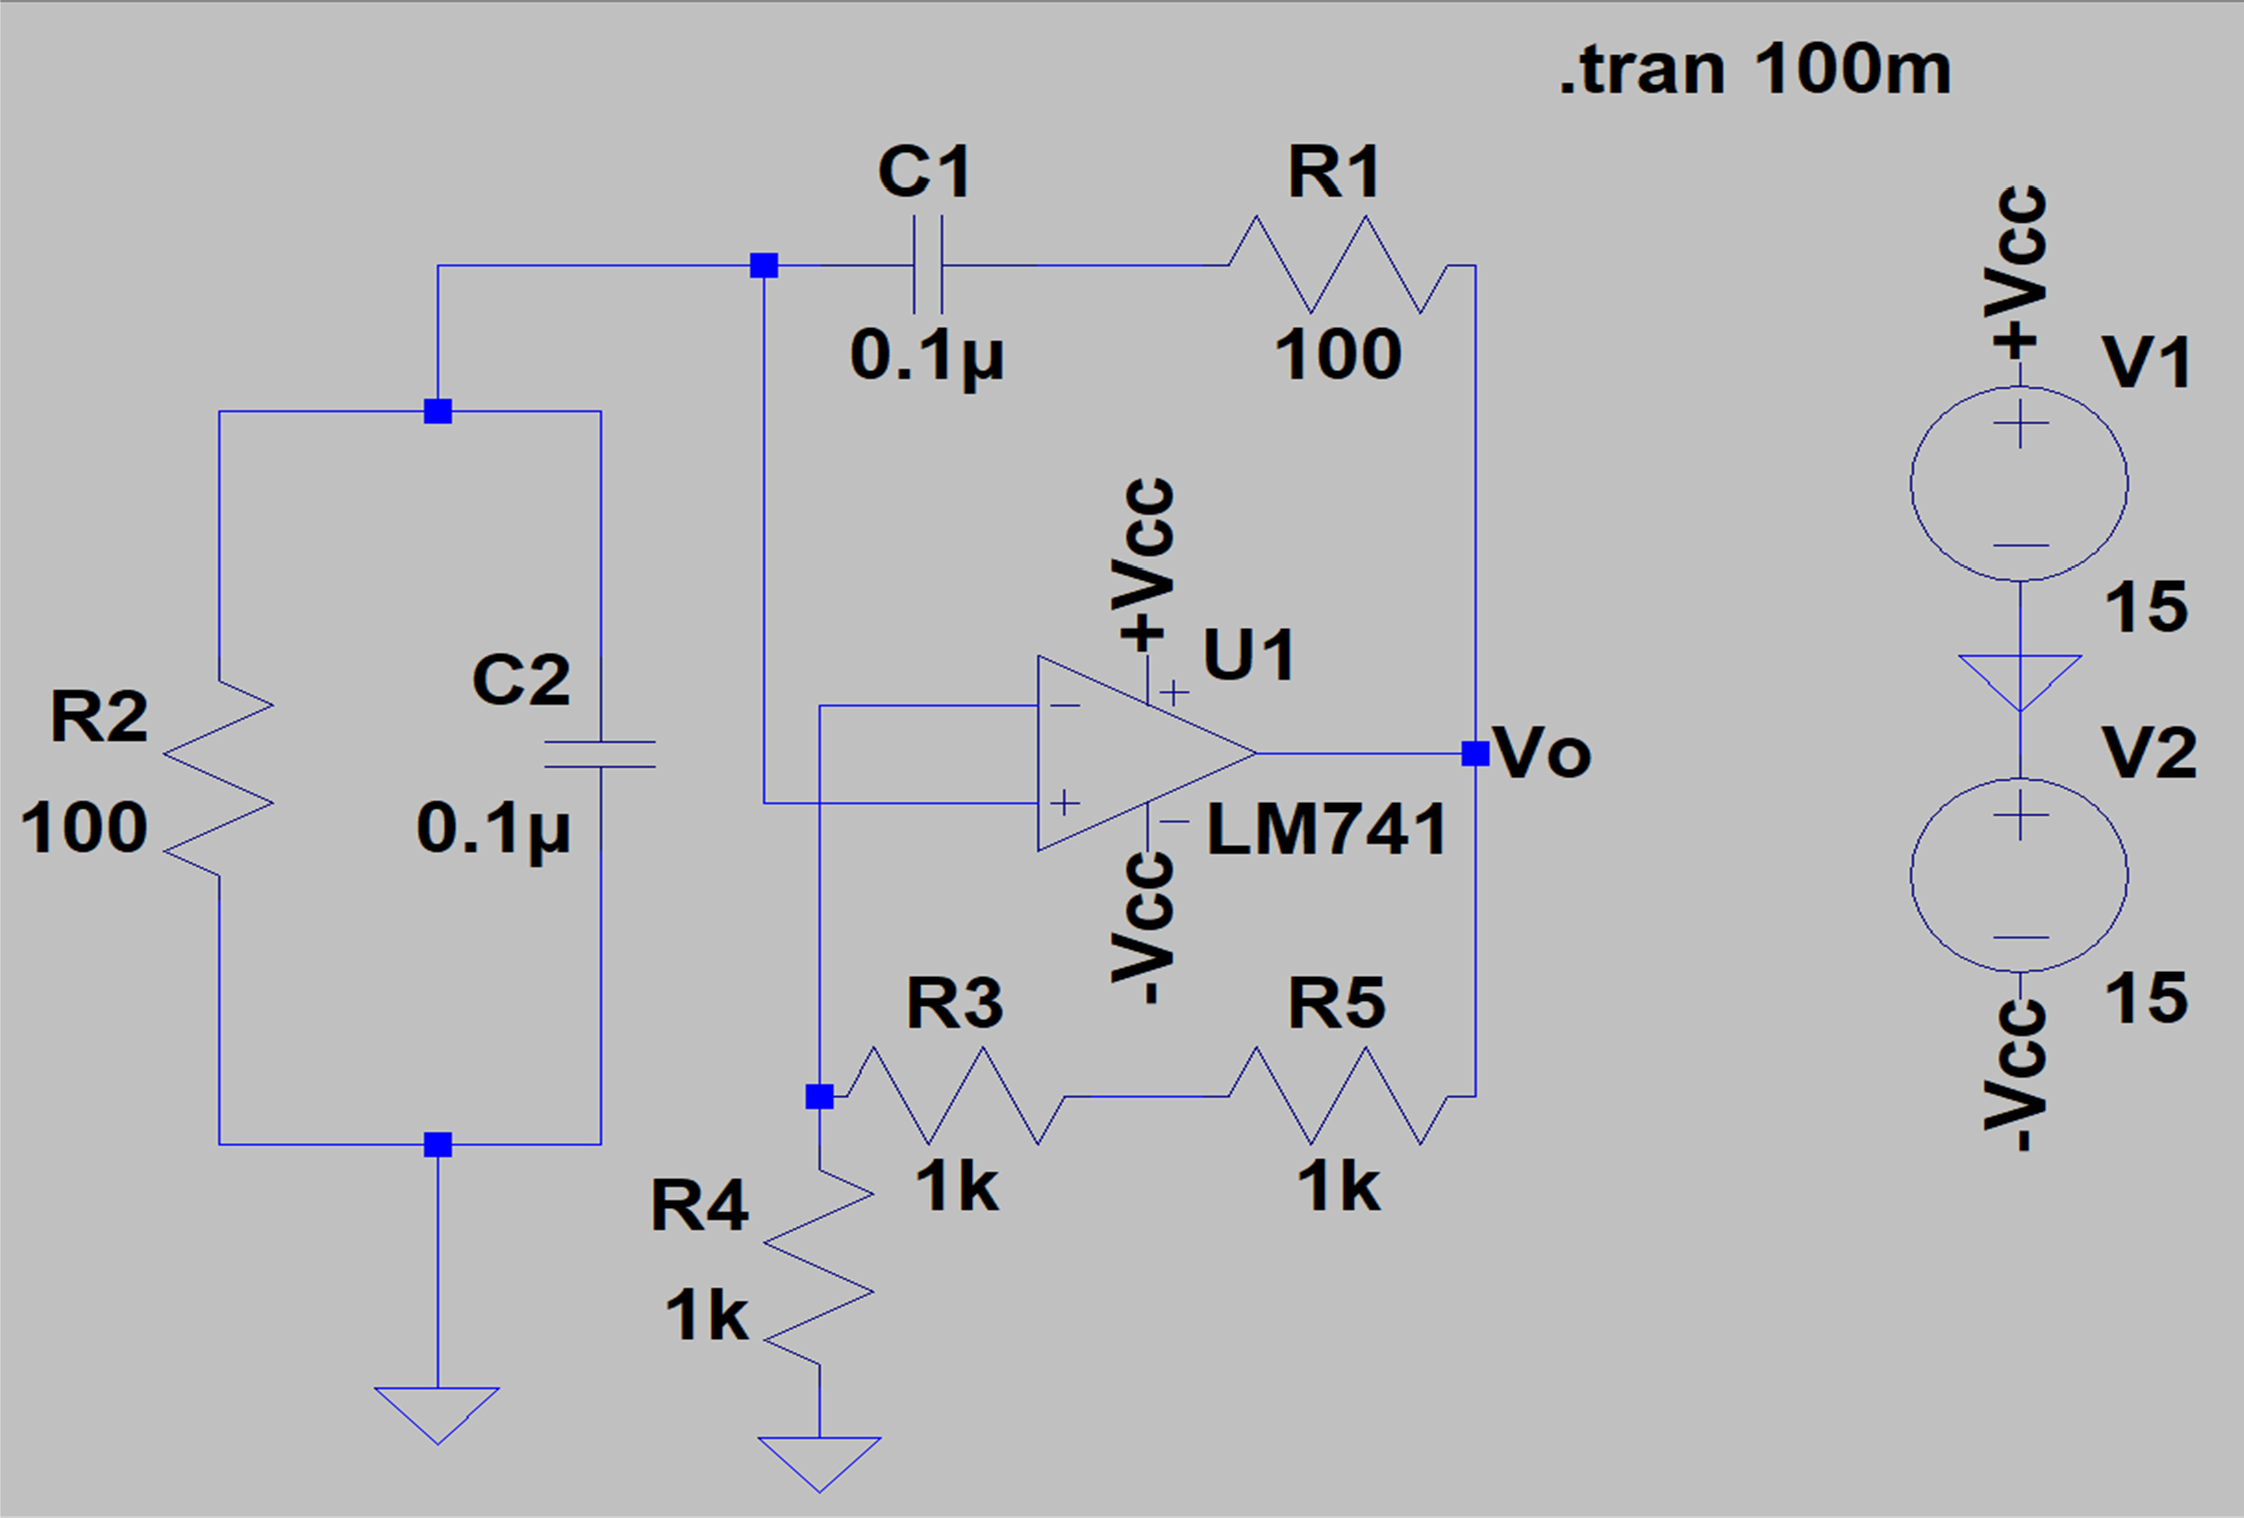 .tran 100m
C1
R1
0.1µ
100
+Vcc
V1
15
+Vcc
U1
R2
100
C2
0.1µ
-
+
+
-
LM741
-Vcc
Vo
+
-
V2
+
-
15
-Vcc
R3
R5
1k
1k
R4
1k